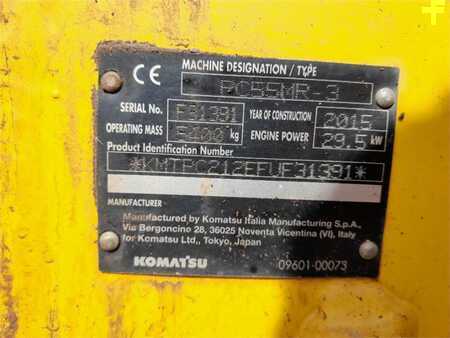 CE MACHINE DESIGNATION / TYPE
PC55MR-3
SERIAL No. F31391 YEAR OF CONSTRUCTION 2015
OPERATING MASS 5400 kg ENGINE POWER 29.5 kW
Product Identification Number
*KMTPC212EFUF31391*
MANUFACTURER
Manufactured by Komatsu Italia Manufacturing S.p.A.,
Via Bergoncino 28, 36025 Noventa Vicentina (VI), Italy
for Komatsu Ltd., Tokyo, Japan
KOMATSU 09601-00073